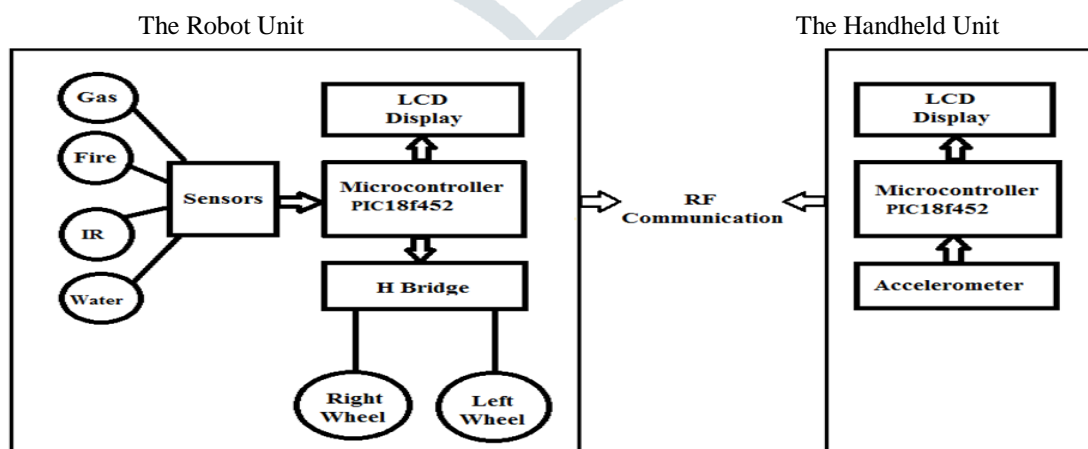 The Robot Unit
The Handheld Unit
Gas
Fire
IR
Water
Sensors
LCD
Display
Microcontroller
PIC18f452
H Bridge
Right
Wheel
Left
Wheel
RF
Communication
LCD
Display
Microcontroller
PIC18f452
Accelerometer